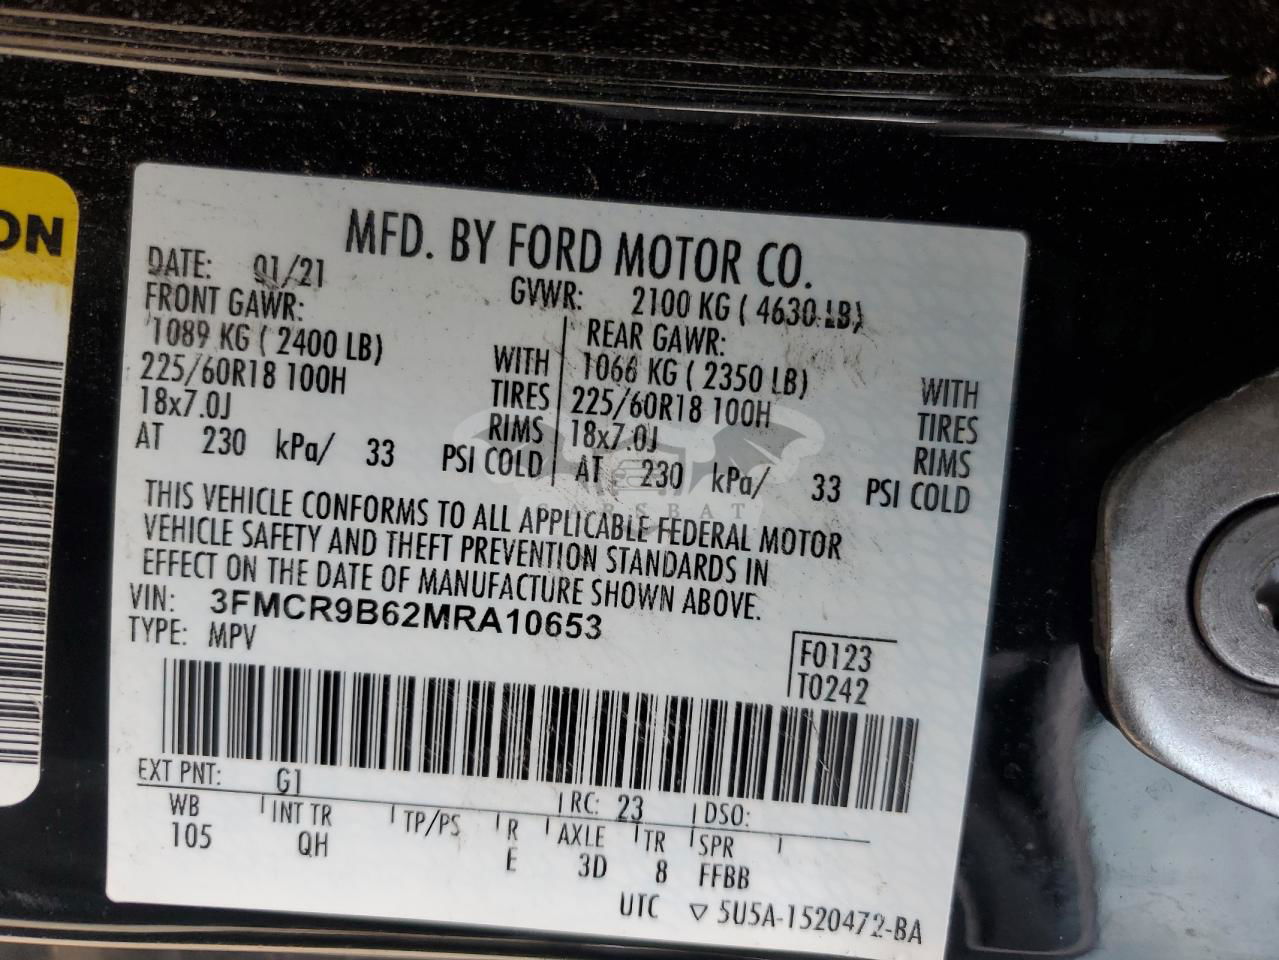 ON
MFD. BY FORD MOTOR CO.
DATE: 01/21 GVWR: 2100 KG ( 4630 LB)
FRONT GAWR: REAR GAWR:
1089 KG ( 2400 LB) WITH 1066 KG ( 2350 LB) WITH
225/60R18 100H TIRES 225/60R18 100H TIRES
18x7.0J RIMS 18x7.0J RIMS
AT 230 kPa/ 33 PSI COLD AT 230 kPa/ 33 PSI COLD
CARSBAT
THIS VEHICLE CONFORMS TO ALL APPLICABLE FEDERAL MOTOR
VEHICLE SAFETY AND THEFT PREVENTION STANDARDS IN
EFFECT ON THE DATE OF MANUFACTURE SHOWN ABOVE.
VIN: 3FMCR9B62MRA10653
TYPE: MPV F0123
T0242
EXT PNT: G1 RC: 23 DSO:
WB INT TR TP/PS R AXLE TR SPR
105 QH E 3D 8 FFBB
UTC ▽ 5U5A-1520472-BA